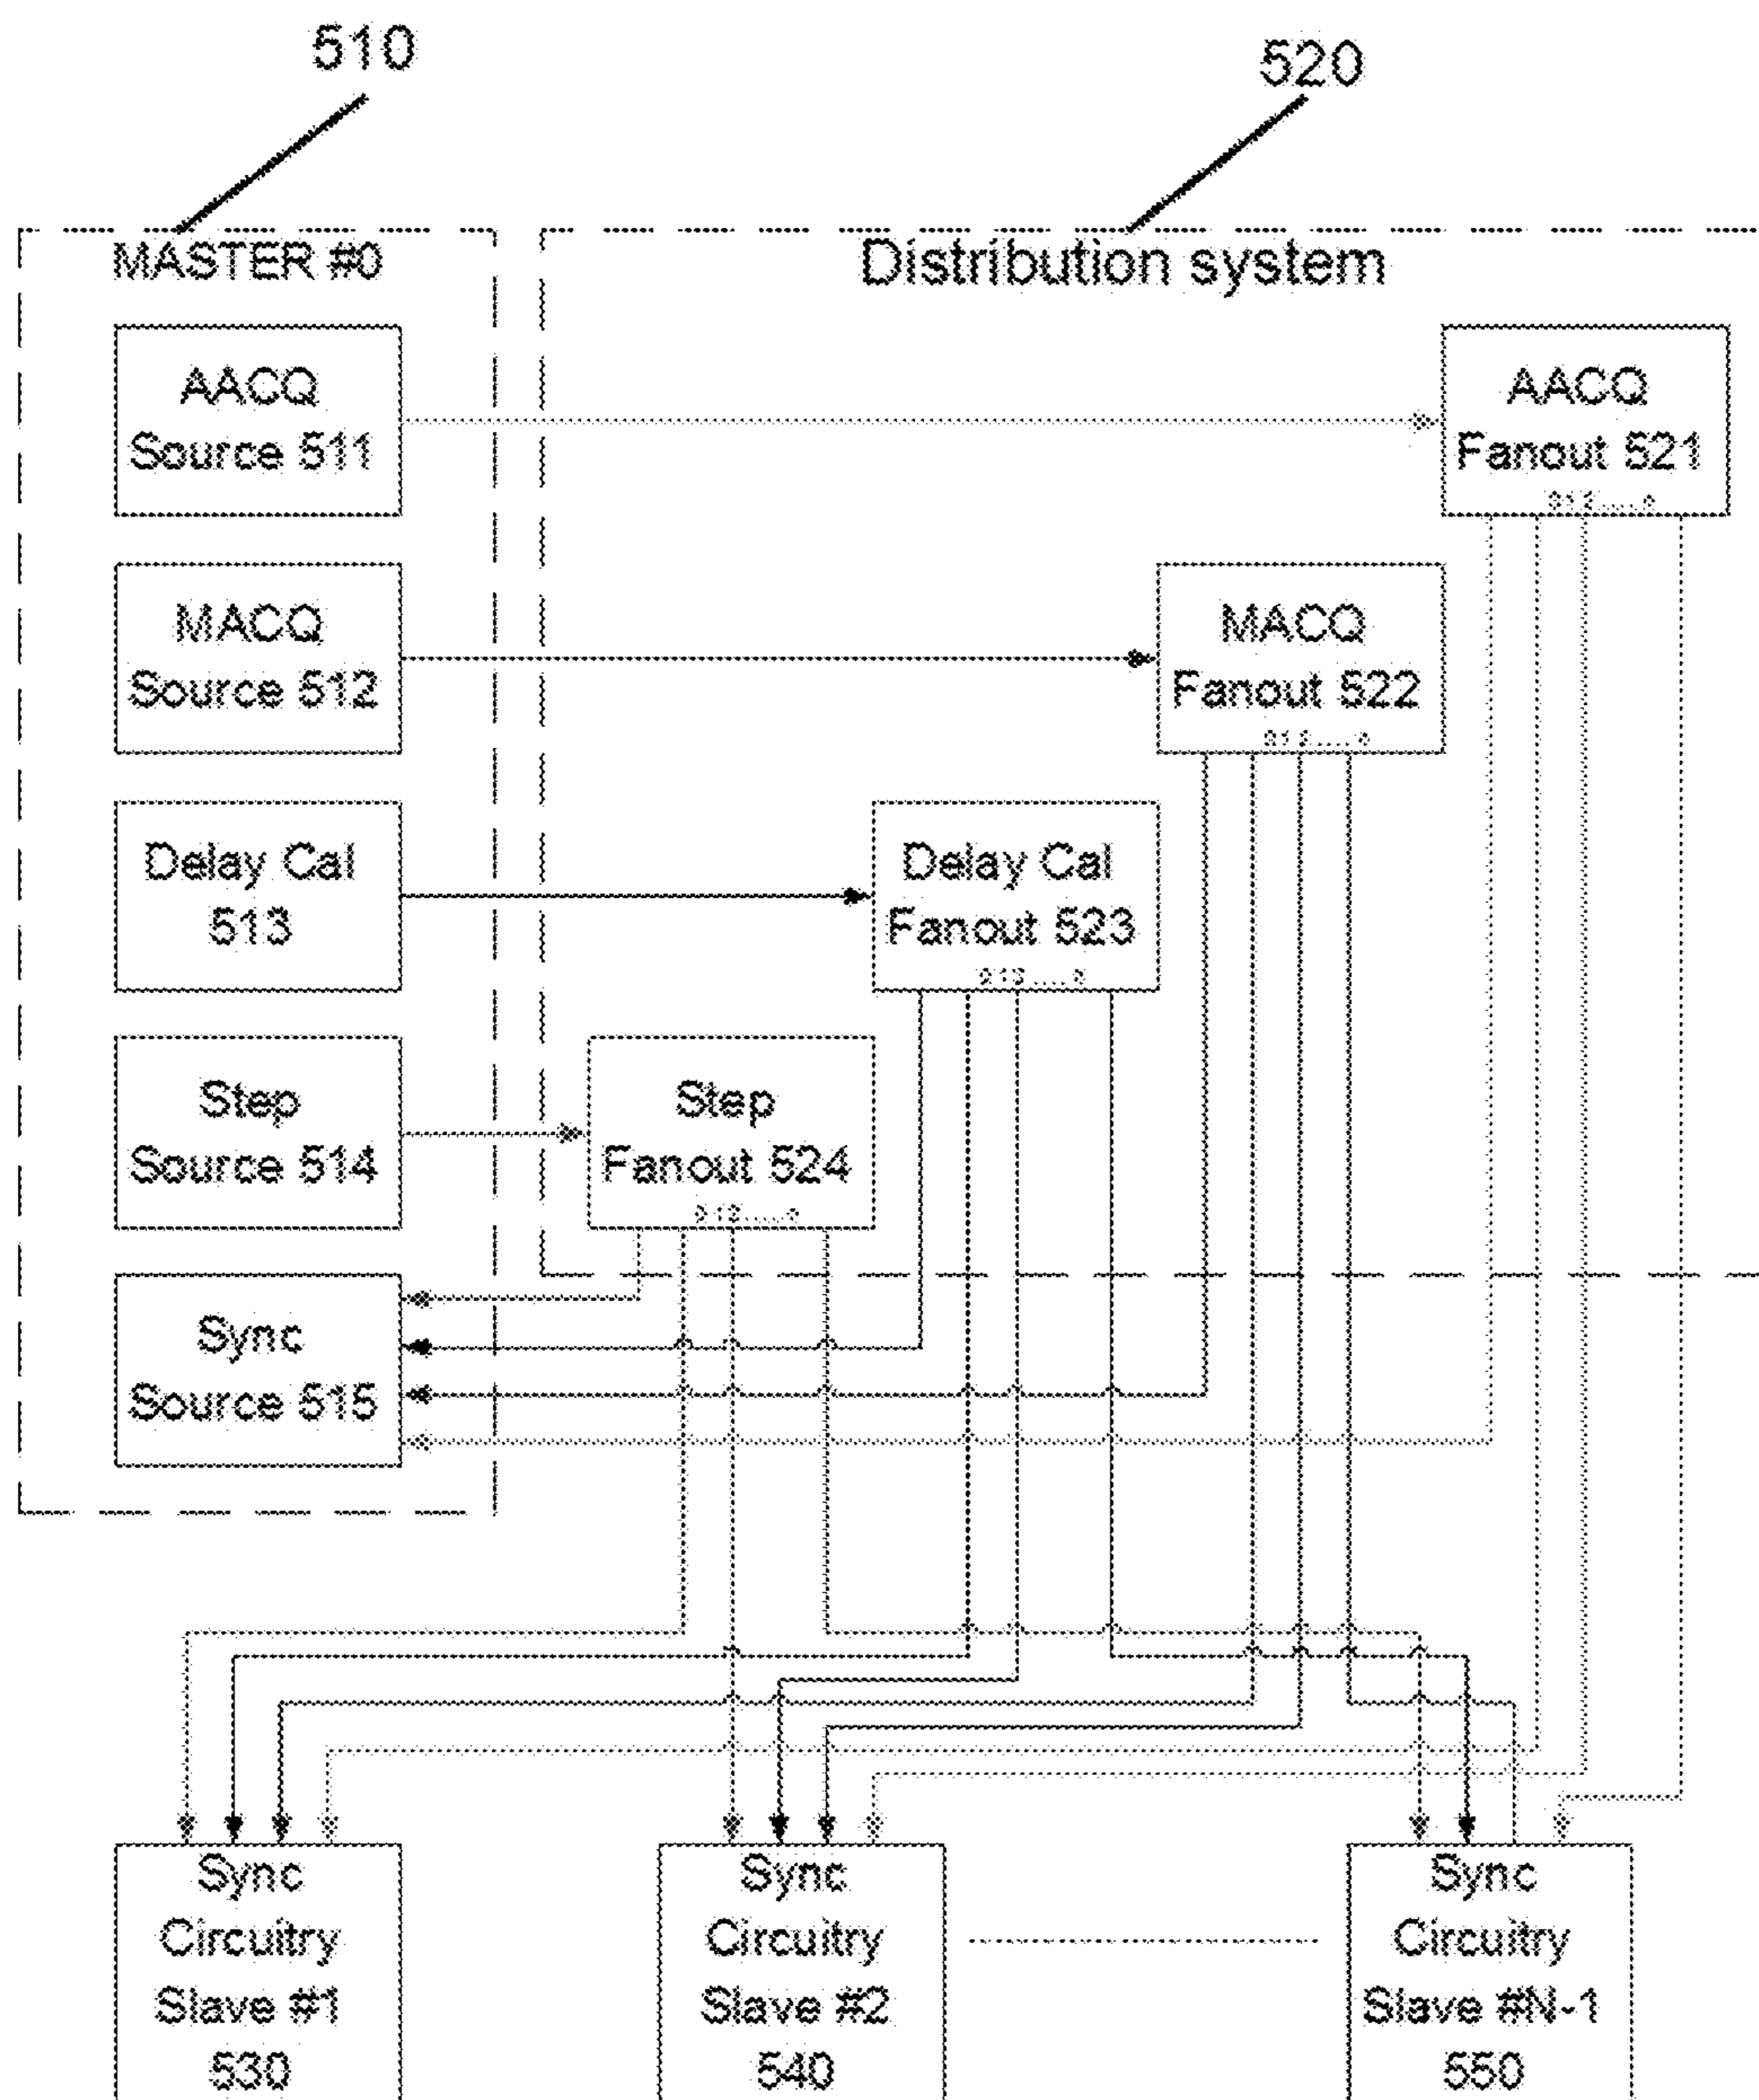 510
520
MASTER #0
Distribution system
AACQ
Source 511
AACQ
Fanout 521
MACQ
Source 512
MACQ
Fanout 522
Delay Cal
513
Delay Cal
Fanout 523
Step
Source 514
Step
Fanout 524
Sync
Source 515
Sync
Circuitry
Slave #1
530
Sync
Circuitry
Slave #2
540
Sync
Circuitry
Slave #N-1
550